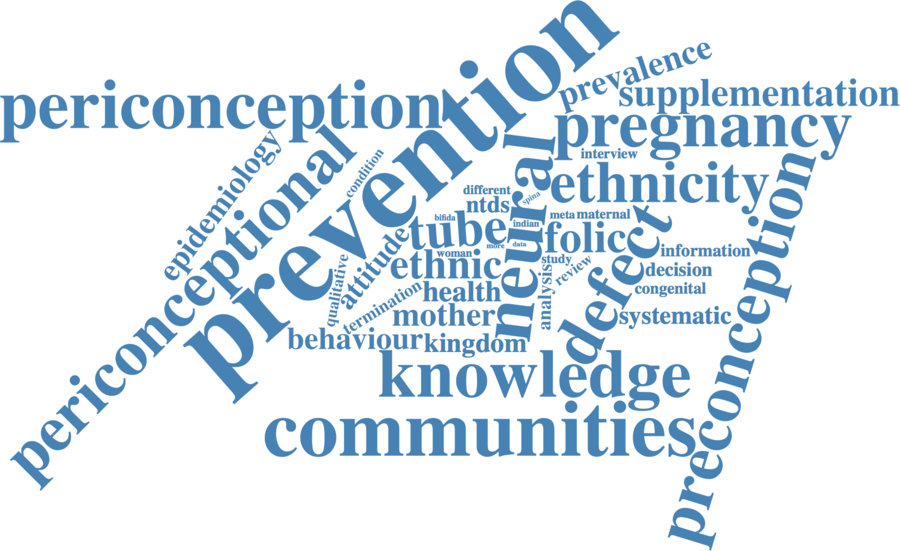 prevention
prevalence
periconception
supplementation
pregnancy
epidemiology
condition
interview
neural
periconceptional
ethnicity
different
spina
ntds
bifida
indian
meta
maternal
tube
folic
defect
more
data
preconception
attitude
woman
study
information
qualitative
ethnic
review
decision
analysis
termination
health
congenital
mother
systematic
behaviour
kingdom
knowledge
communities